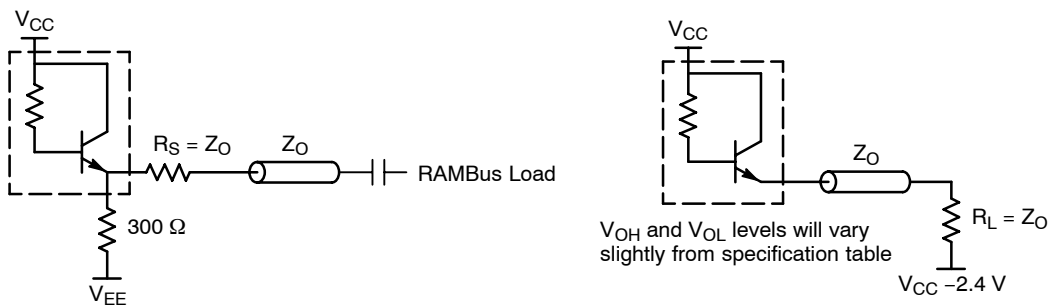 VCC
RS = ZO
ZO
RAMBus Load
300 Ω
VEE
VCC
ZO
RL = ZO
VOH and VOL levels will vary
slightly from specification table
VCC −2.4 V